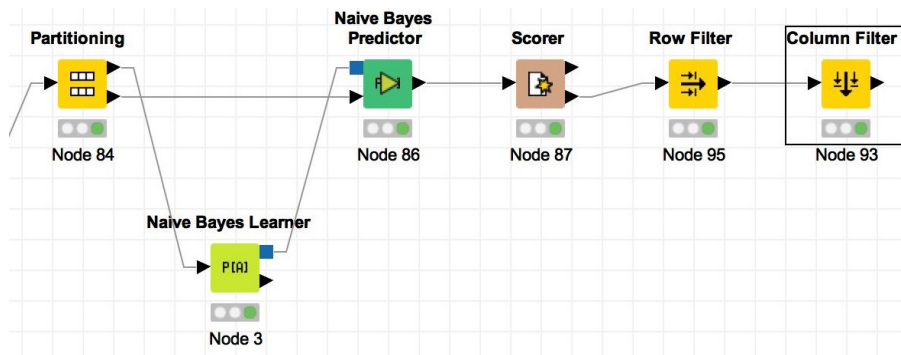 Partitioning
Node 84
Naive Bayes Learner
P[A]
Node 3
Naive Bayes
Predictor
Node 86
Scorer
Node 87
Row Filter
Node 95
Column Filter
Node 93